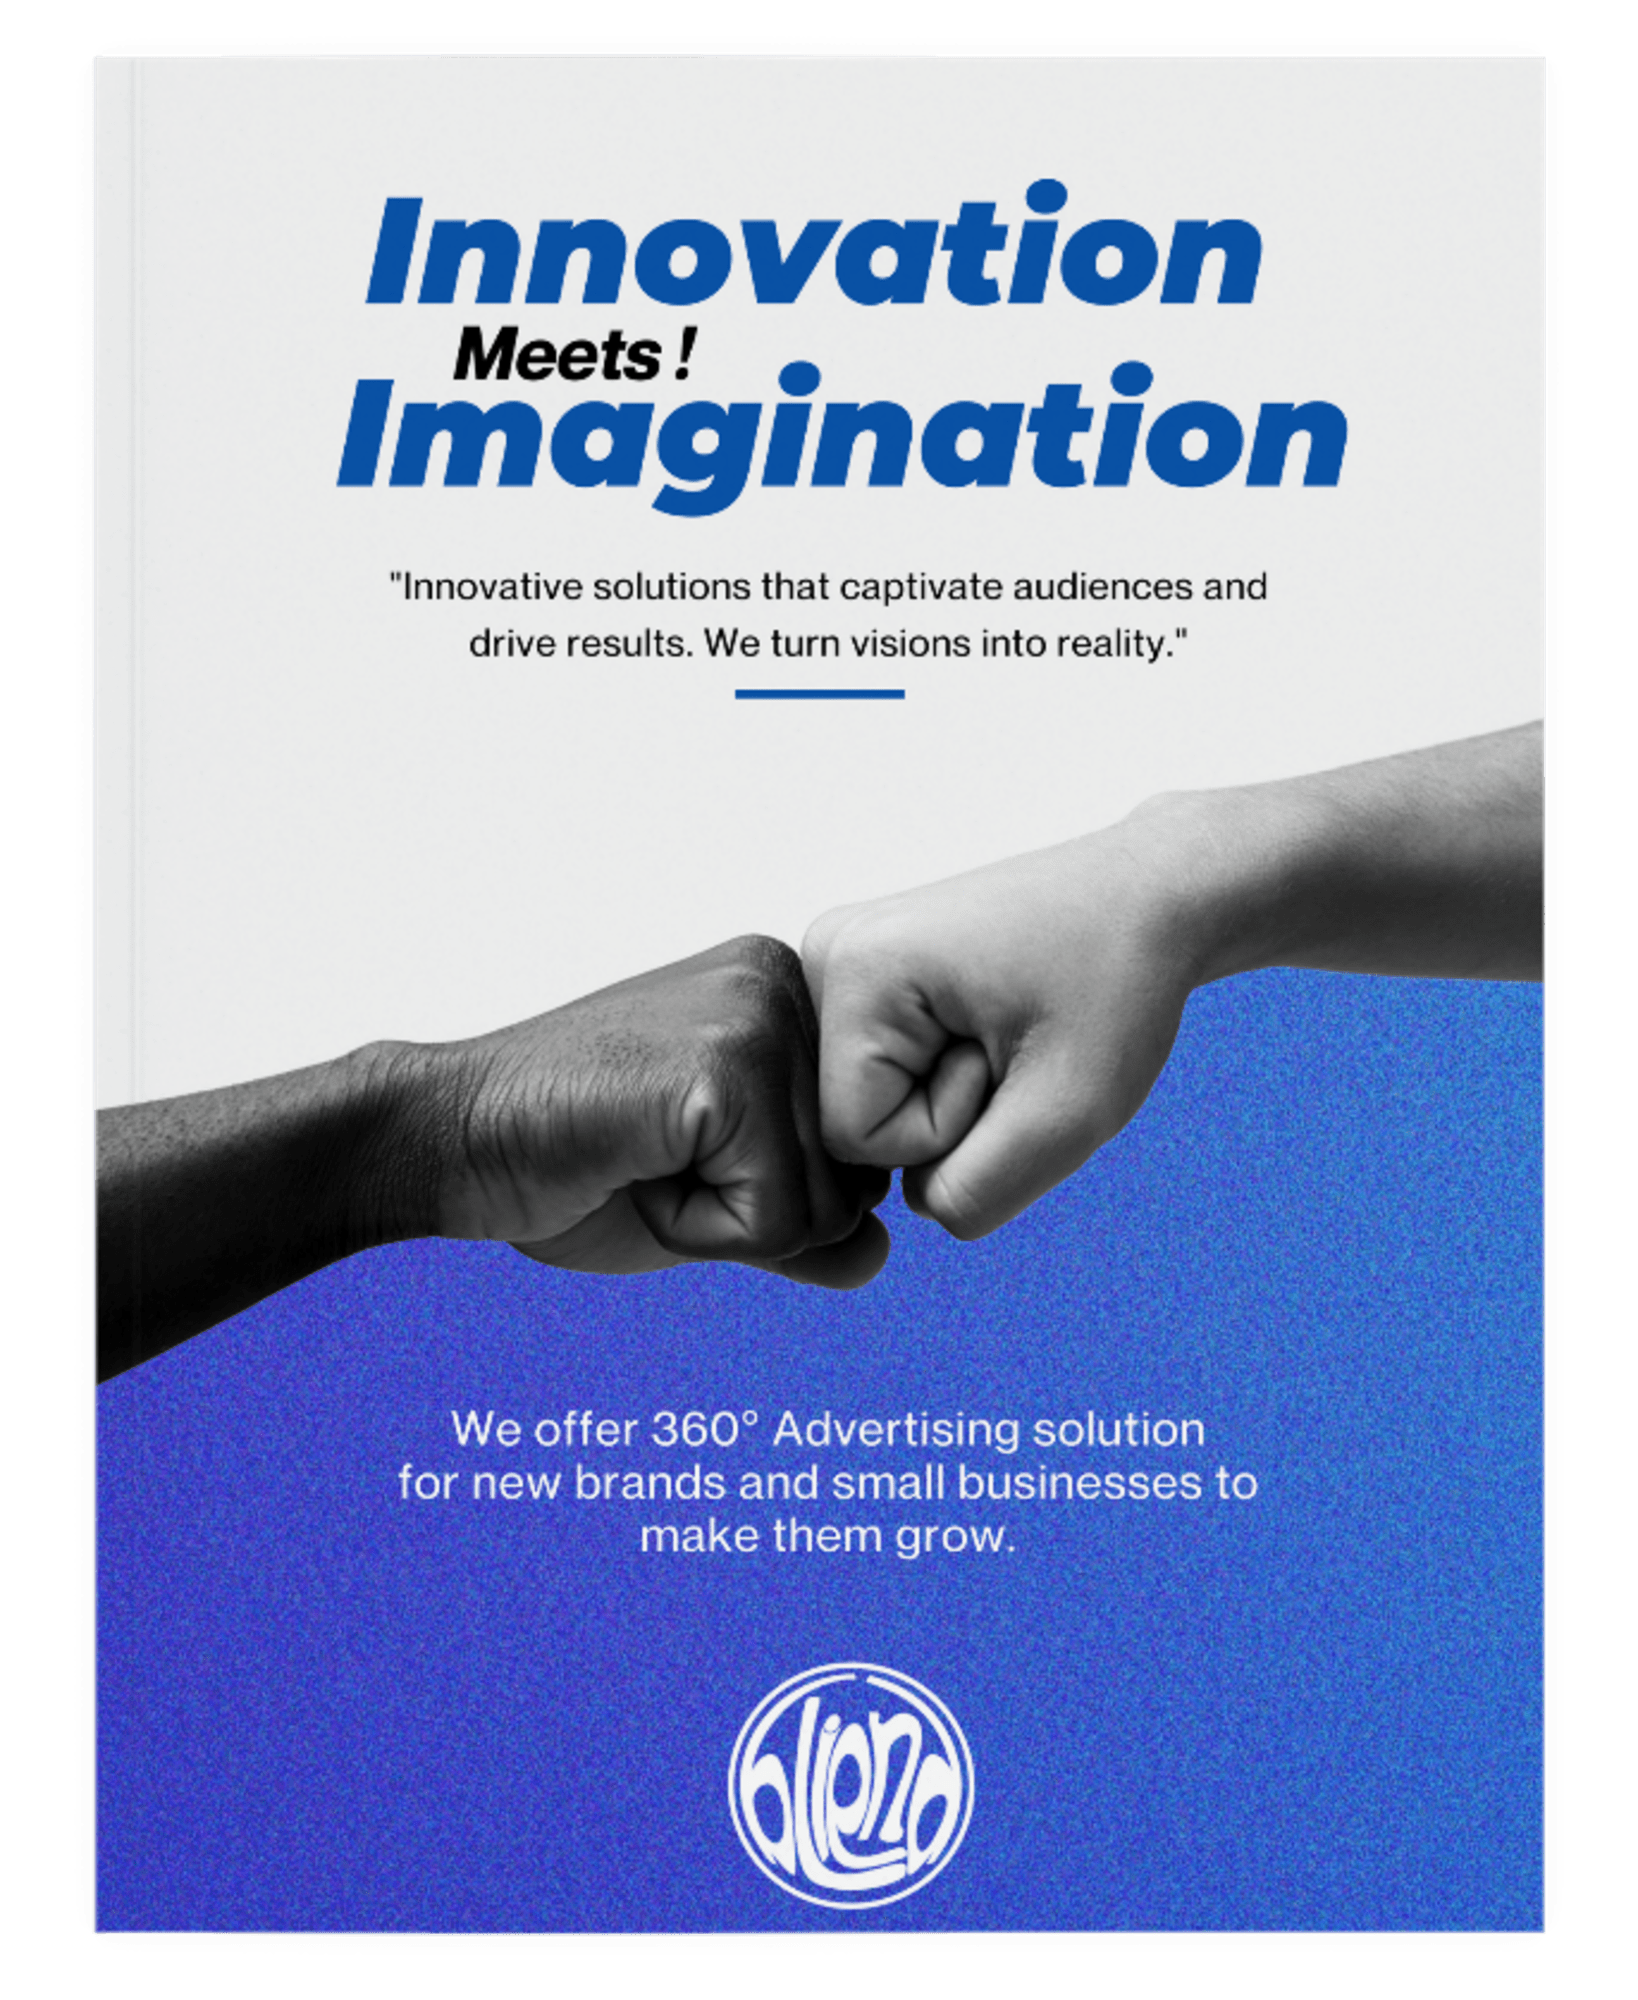 Innovation
Meets!
Imagination
"Innovative solutions that captivate audiences and
drive results. We turn visions into reality."
We offer 360° Advertising solution
for new brands and small businesses to
make them grow.